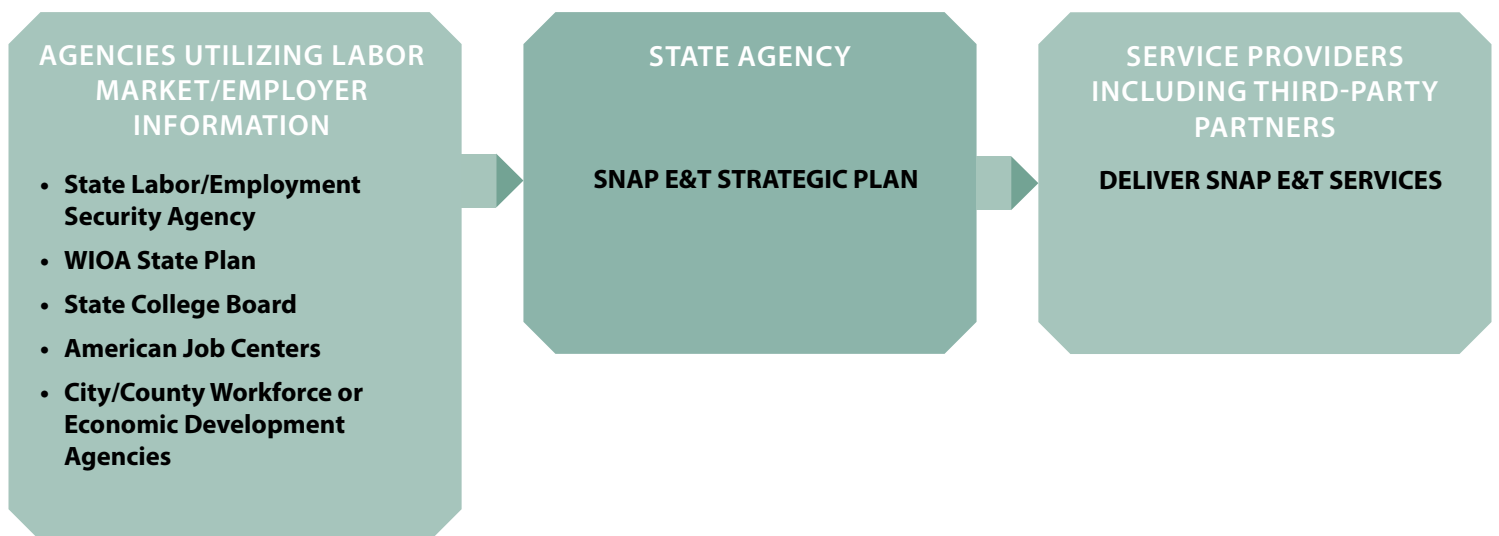 AGENCIES UTILIZING LABOR
MARKET/EMPLOYER
INFORMATION
• State Labor/Employment
Security Agency
• WIOA State Plan
• State College Board
• American Job Centers
• City/County Workforce or
Economic Development
Agencies
STATE AGENCY
SNAP E&T STRATEGIC PLAN
SERVICE PROVIDERS
INCLUDING THIRD-PARTY
PARTNERS
DELIVER SNAP E&T SERVICES